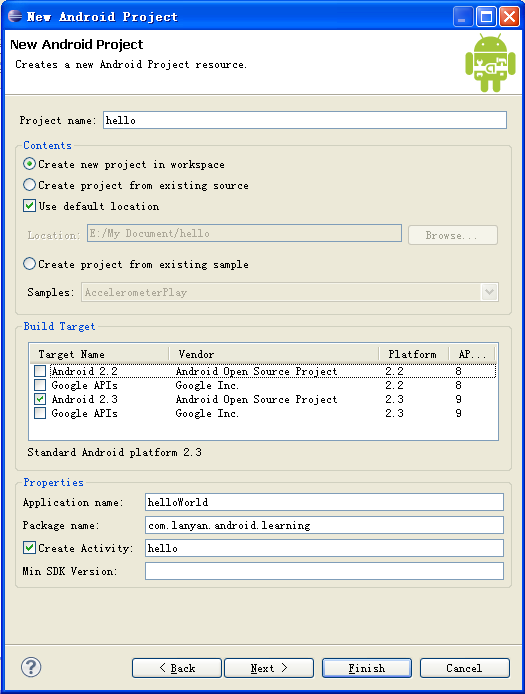 New Android Project
New Android Project
Creates a new Android Project resource.
Project name: hello
Contents
Create new project in workspace
Create project from existing source
Use default location
Location: E:/My Document/hello Browse...
Create project from existing sample
Samples: AccelerometerPlay
Build Target
Target Name Vendor Platform AP...
Android 2.2 Android Open Source Project 2.2 8
Google APIs Google Inc. 2.2 8
Android 2.3 Android Open Source Project 2.3 9
Google APIs Google Inc. 2.3 9
Standard Android platform 2.3
Properties
Application name: helloWorld
Package name: com.lanyan.android.learning
Create Activity: hello
Min SDK Version:
? < Back Next > Finish Cancel